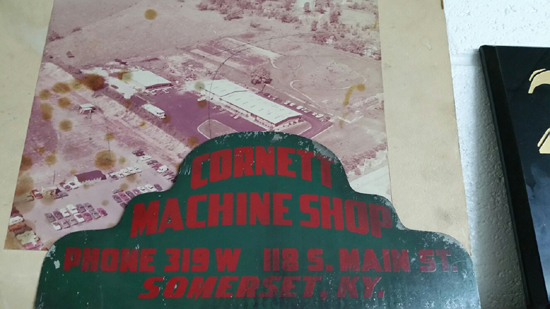 CORNETT
MACHINE SHOP
PHONE 319 W 118 S. MAIN ST.
SOMERSET, KY.